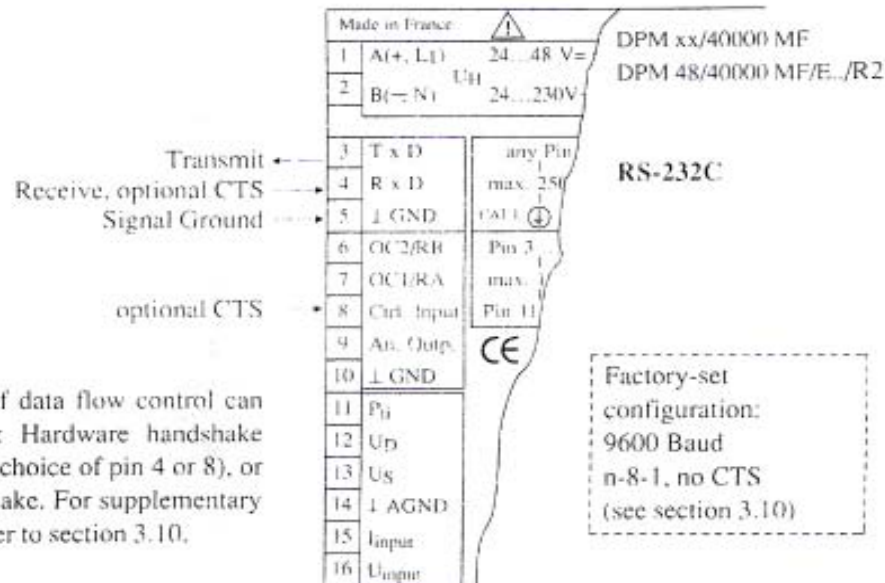 Made in France
DPM xx/40000 MF
DPM 48/40000 MF/E../R2
1 A(+, L1) 24...48 V=
UH
2 B(–, N) 24...230V
Transmit 3 T x D any Pin
RS-232C
Receive, optional CTS 4 R x D max. 250
Signal Ground 5 ⊥ GND CAT I
6 OC2/RB Pin 3 ...
7 OC1/RA max.
optional CTS 8 Ctrl. Input Pin 11
9 An. Outp.
CE
10 ⊥ GND
11
12 UD
13 US
14 ⊥ AGND
15 Iinput
16 Uinput
f data flow control can
Hardware handshake
choice of pin 4 or 8), or
ake. For supplementary
er to section 3.10.
Factory-set
configuration:
9600 Baud
n-8-1, no CTS
(see section 3.10)